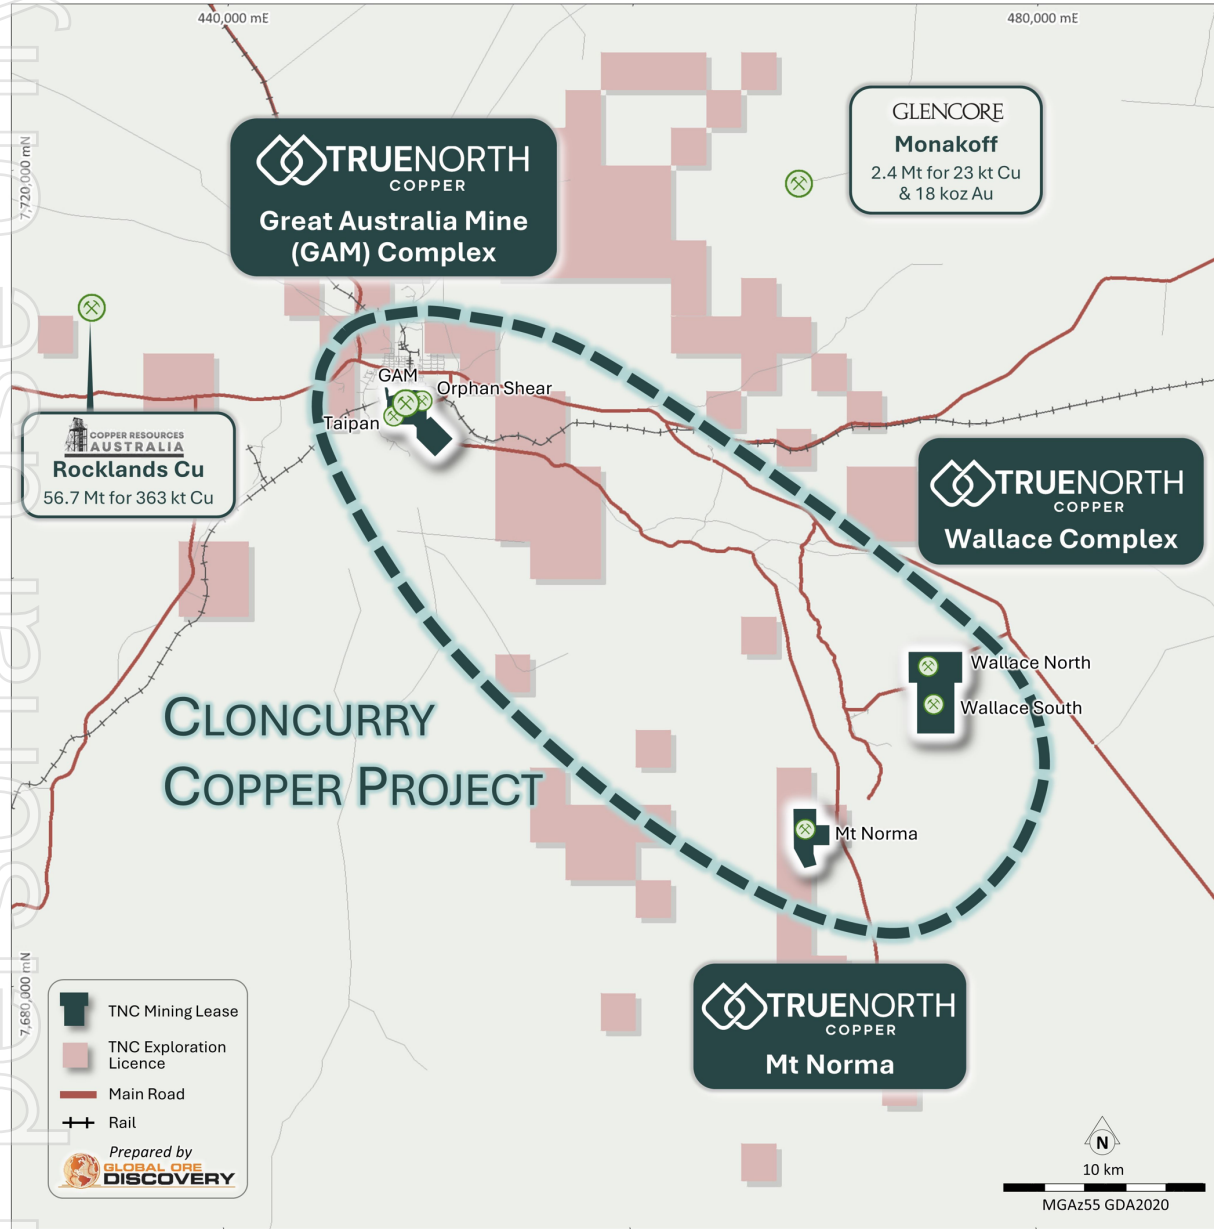 440,000 mE
480,000 mE
7,720,000 mN
7,680,000 mN
TRUENORTH
COPPER
Great Australia Mine
(GAM) Complex
GLENCORE
Monakoff
2.4 Mt for 23 kt Cu
& 18 koz Au
GAM
Orphan Shear
Taipan
COPPER RESOURCES
AUSTRALIA
Rocklands Cu
56.7 Mt for 363 kt Cu
TRUENORTH
COPPER
Wallace Complex
Wallace North
Wallace South
CLONCURRY
COPPER PROJECT
Mt Norma
TRUENORTH
COPPER
Mt Norma
TNC Mining Lease
TNC Exploration
Licence
Main Road
Rail
Prepared by
GLOBAL ORE
DISCOVERY
N
10 km
MGAz55 GDA2020